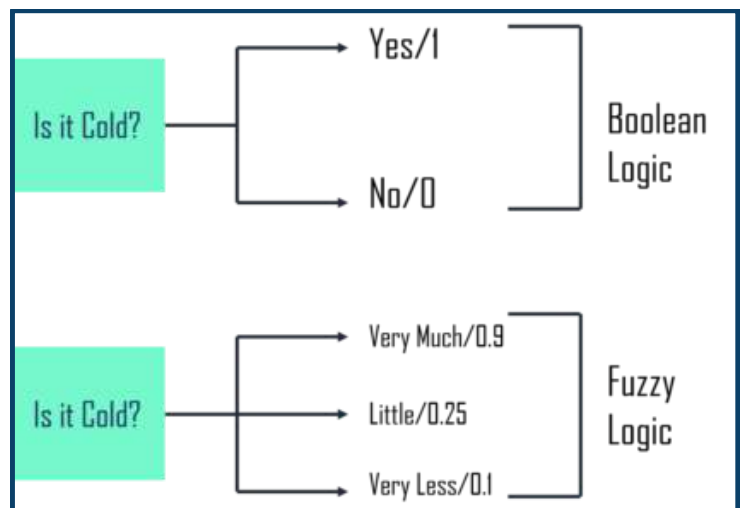 Is it Cold?
Yes/1
No/0
Boolean
Logic
Is it Cold?
Very Much/0.9
Little/0.25
Very Less/0.1
Fuzzy
Logic